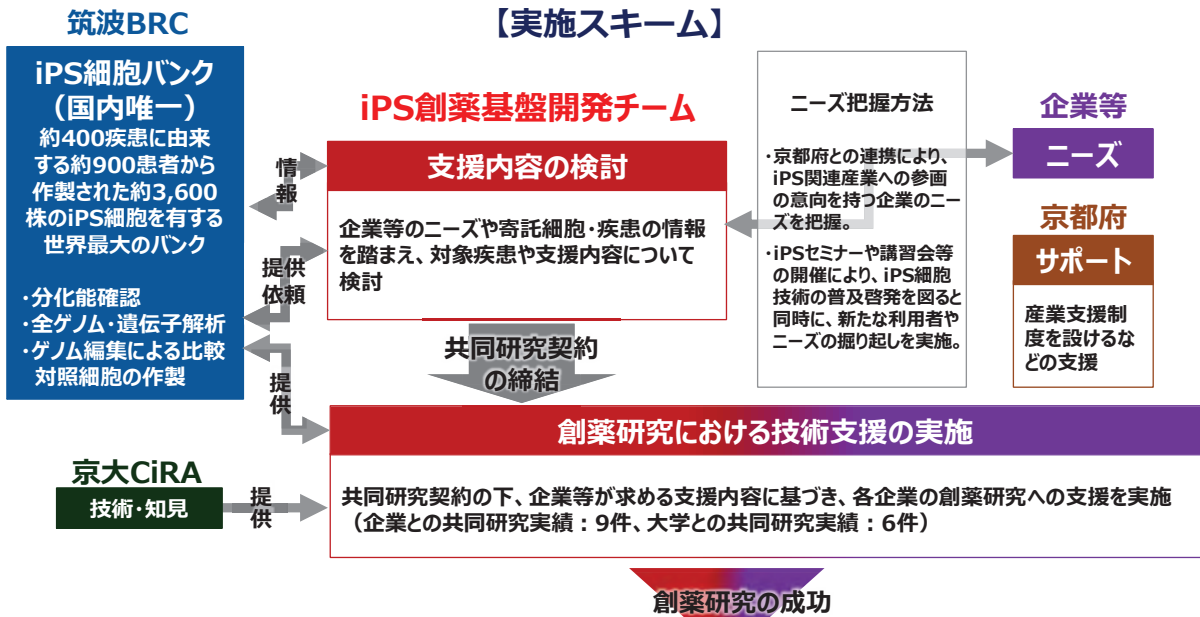 【実施スキーム】
筑波BRC
iPS細胞バンク
（国内唯一）
約400疾患に由来
する約900患者から
作製された約3,600
株のiPS細胞を有する
世界最大のバンク
・分化能確認
・全ゲノム・遺伝子解析
・ゲノム編集による比較
対照細胞の作製
情報
提供
依頼
提供
iPS創薬基盤開発チーム
支援内容の検討
企業等のニーズや寄託細胞・疾患の情報
を踏まえ、対象疾患や支援内容について
検討
ニーズ把握方法
・京都府との連携により、
iPS関連産業への参画
の意向を持つ企業のニー
ズを把握。
・iPSセミナーや講習会等
の開催により、iPS細胞
技術の普及啓発を図ると
同時に、新たな利用者や
ニーズの掘り起しを実施。
企業等
ニーズ
京都府
サポート
産業支援制
度を設けるな
どの支援
共同研究契約
の締結
創薬研究における技術支援の実施
共同研究契約の下、企業等が求める支援内容に基づき、各企業の創薬研究への支援を実施
（企業との共同研究実績：9件、大学との共同研究実績：6件）
京大CiRA
技術・知見
提供
創薬研究の成功